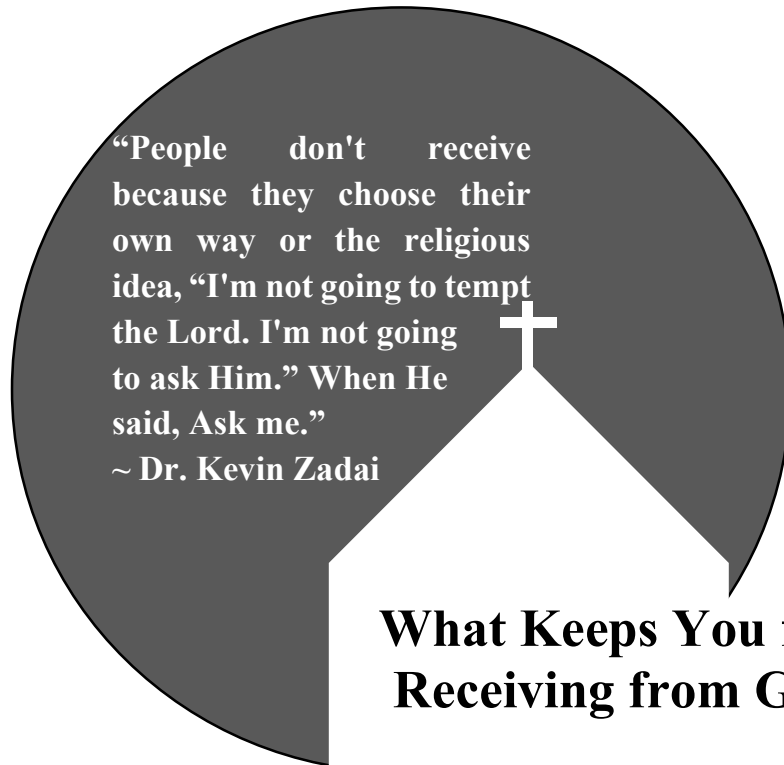 “People don't receive
because they choose their
own way or the religious
idea, “I'm not going to tempt
the Lord. I'm not going
to ask Him.” When He
said, Ask me.”
~ Dr. Kevin Zadai
What Keeps You
Receiving from